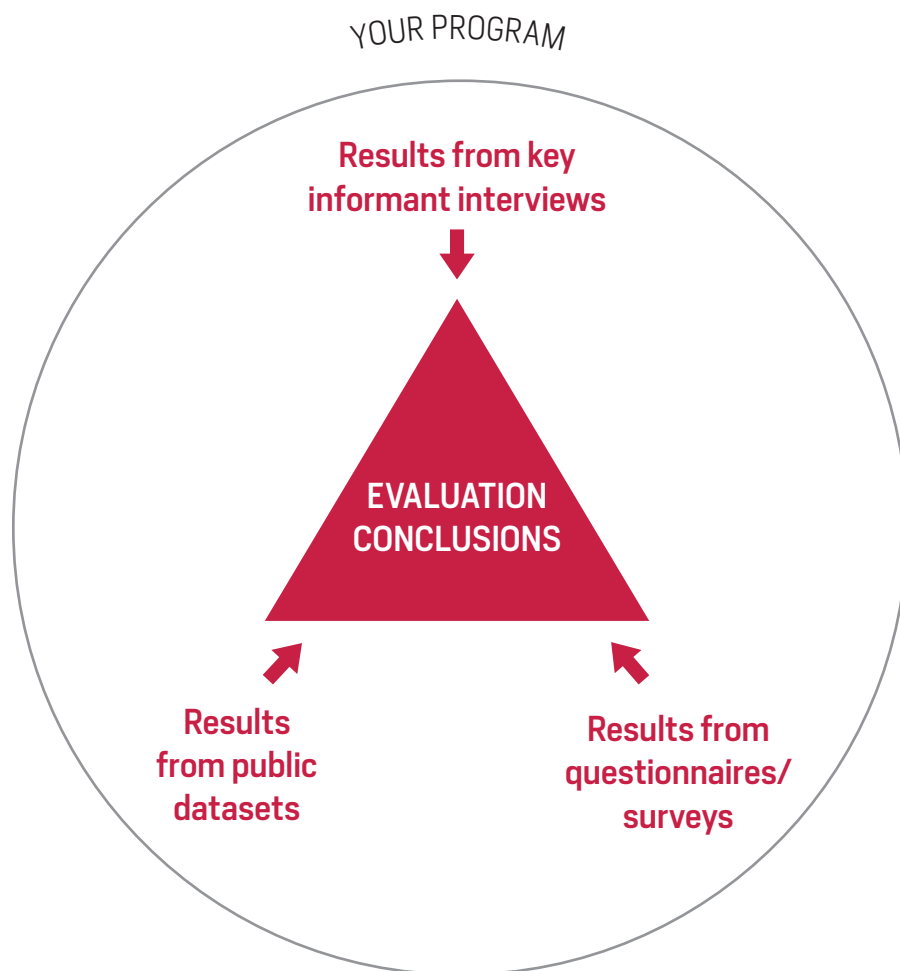 YOUR PROGRAM
Results from key
informant interviews
EVALUATION
CONCLUSIONS
Results
from public
datasets
Results from
questionnaires/
surveys